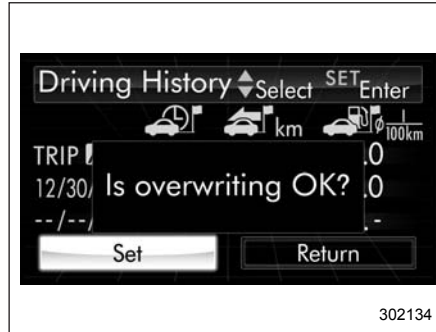 Driving History Select SET Enter
km l/100km
TRIP .0
12/30/ .0
--/--/ .-
Is overwriting OK?
Set Return
302134